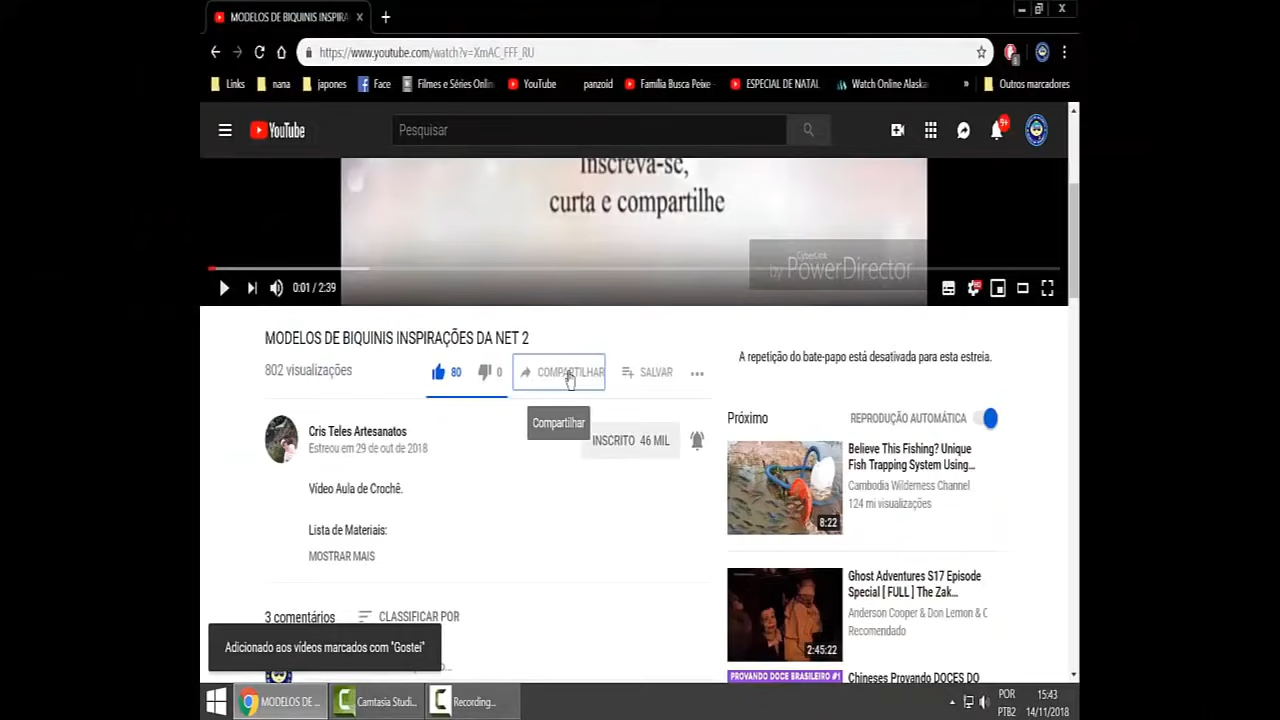 MODELOS DE BIQUINIS INSPIRA
https://www.youtube.com/watch?v=XmAC_FFF_RU
Links
nana
japones
Face
Filmes e Séries Onlin
YouTube
panzoid
Família Busca Peixe
ESPECIAL DE NATAL
Watch Online Alaska
»
Outros marcadores
YouTube
Pesquisar
9+
Inscreva-se,
curta e compartilhe
CyberLink
by PowerDirector
0:01 / 2:39
HD
MODELOS DE BIQUINIS INSPIRAÇÕES DA NET 2
802 visualizações
80
0
COMPARTILHAR
SALVAR
Compartilhar
Cris Teles Artesanatos
Estreou em 29 de out de 2018
INSCRITO 46 MIL
Vídeo Aula de Crochê.
Lista de Materiais:
MOSTRAR MAIS
3 comentários
CLASSIFICAR POR
Adicionado aos vídeos marcados com "Gostei"
A repetição do bate-papo está desativada para esta estreia.
Próximo
REPRODUÇÃO AUTOMÁTICA
Believe This Fishing? Unique
Fish Trapping System Using...
Cambodia Wilderness Channel
124 mi visualizações
8:22
Ghost Adventures S17 Episode
Special [ FULL ] The Zak...
Anderson Cooper & Don Lemon & C
Recomendado
2:45:22
PROVANDO DOCE BRASILEIRO #1
Chineses Provando DOCES DO
MODELOS DE ...
Camtasia Studi...
Recording...
POR
PTB2
15:43
14/11/2018